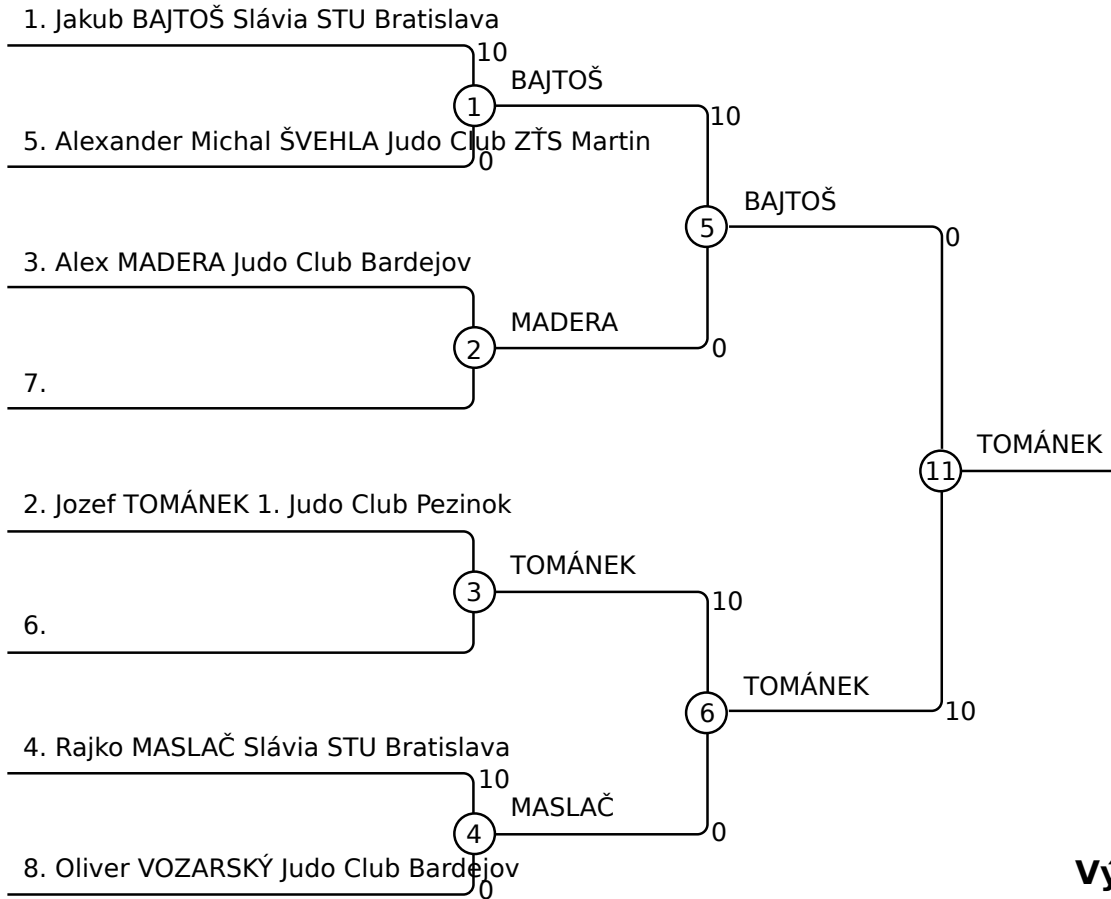 1. Jakub BAJTOŠ Slávia STU Bratislava
10
1
BAJTOŠ
10
5. Alexander Michal ŠVEHLA Judo Club ZŤS Martin
0
5
BAJTOŠ
0
3. Alex MADERA Judo Club Bardejov
2
MADERA
0
7.
11
TOMÁNEK
2. Jozef TOMÁNEK 1. Judo Club Pezinok
3
TOMÁNEK
10
6.
6
TOMÁNEK
10
4. Rajko MASLAČ Slávia STU Bratislava
10
4
MASLAČ
0
8. Oliver VOZARSKÝ Judo Club Bardejov
0
Vý